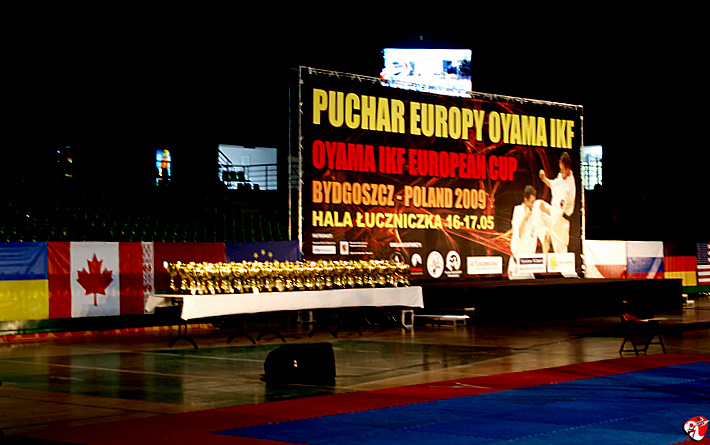 PUCHAR EUROPY OYAMA IKF
OYAMA IKF EUROPEAN CUP
BYDGOSZCZ - POLAND 2009
HALA ŁUCZNICZKA 16-17.05